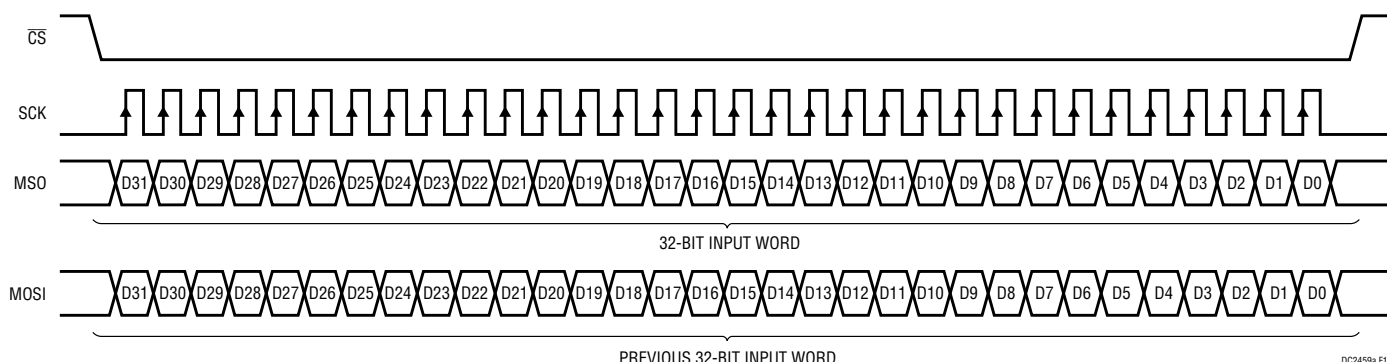 CS
SCK
MSO
D31 D30 D29 D28 D27 D26 D25 D24 D23 D22 D21 D20 D19 D18 D17 D16 D15 D14 D13 D12 D11 D10 D9 D8 D7 D6 D5 D4 D3 D2 D1 D0
32-BIT INPUT WORD
MOSI
D31 D30 D29 D28 D27 D26 D25 D24 D23 D22 D21 D20 D19 D18 D17 D16 D15 D14 D13 D12 D11 D10 D9 D8 D7 D6 D5 D4 D3 D2 D1 D0
PREVIOUS 32-BIT INPUT WORD